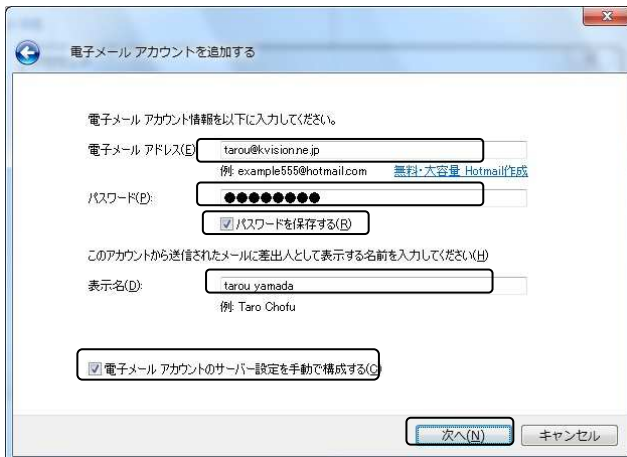 電子メール アカウントを追加する
電子メール アカウント情報を以下に入力してください。
電子メール アドレス(E) tarou@kvision.ne.jp
例: example555@hotmail.com 無料・大容量 Hotmail作成
パスワード(P): ●●●●●●●●
パスワードを保存する(R)
このアカウントから送信されたメールに差出人として表示する名前を入力してください(H)
表示名(D): tarou yamada
例: Taro Chofu
電子メール アカウントのサーバー設定を手動で構成する(C)
次へ(N) キャンセル